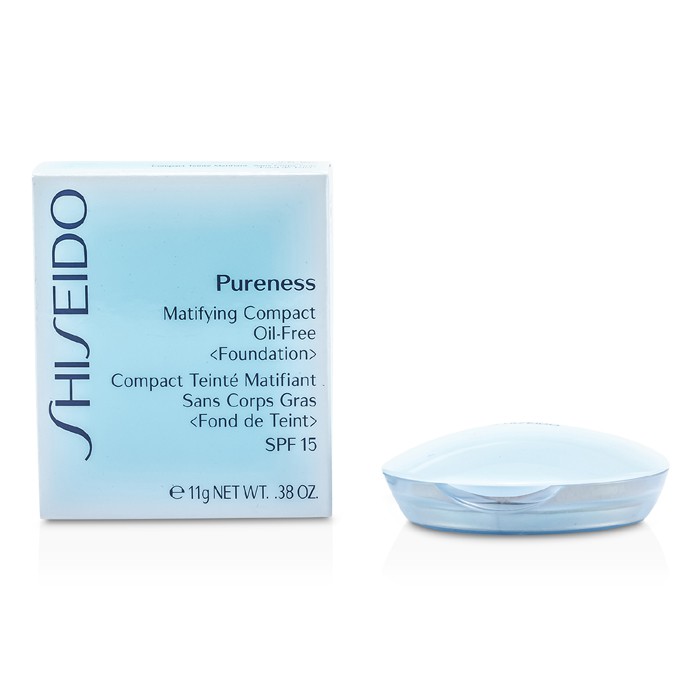 SHISEIDO
Pureness
Matifying Compact
Oil-Free
<Foundation>
Compact Teinté Matifiant
Sans Corps Gras
<Fond de Teint>
SPF 15
℮ 11g NET WT. .38 OZ.